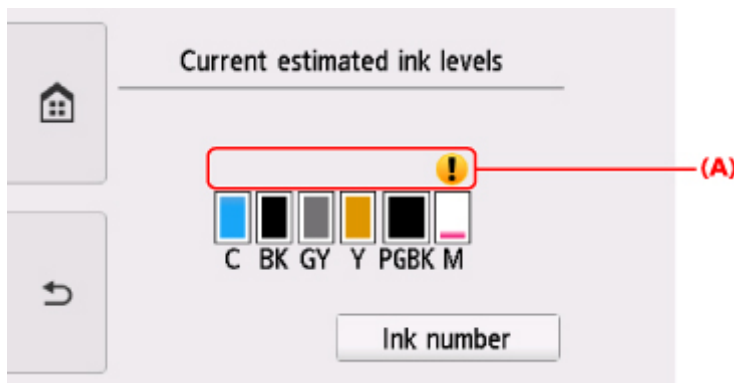 Current estimated ink levels
(A)
C BK GY Y PGBK M
Ink number